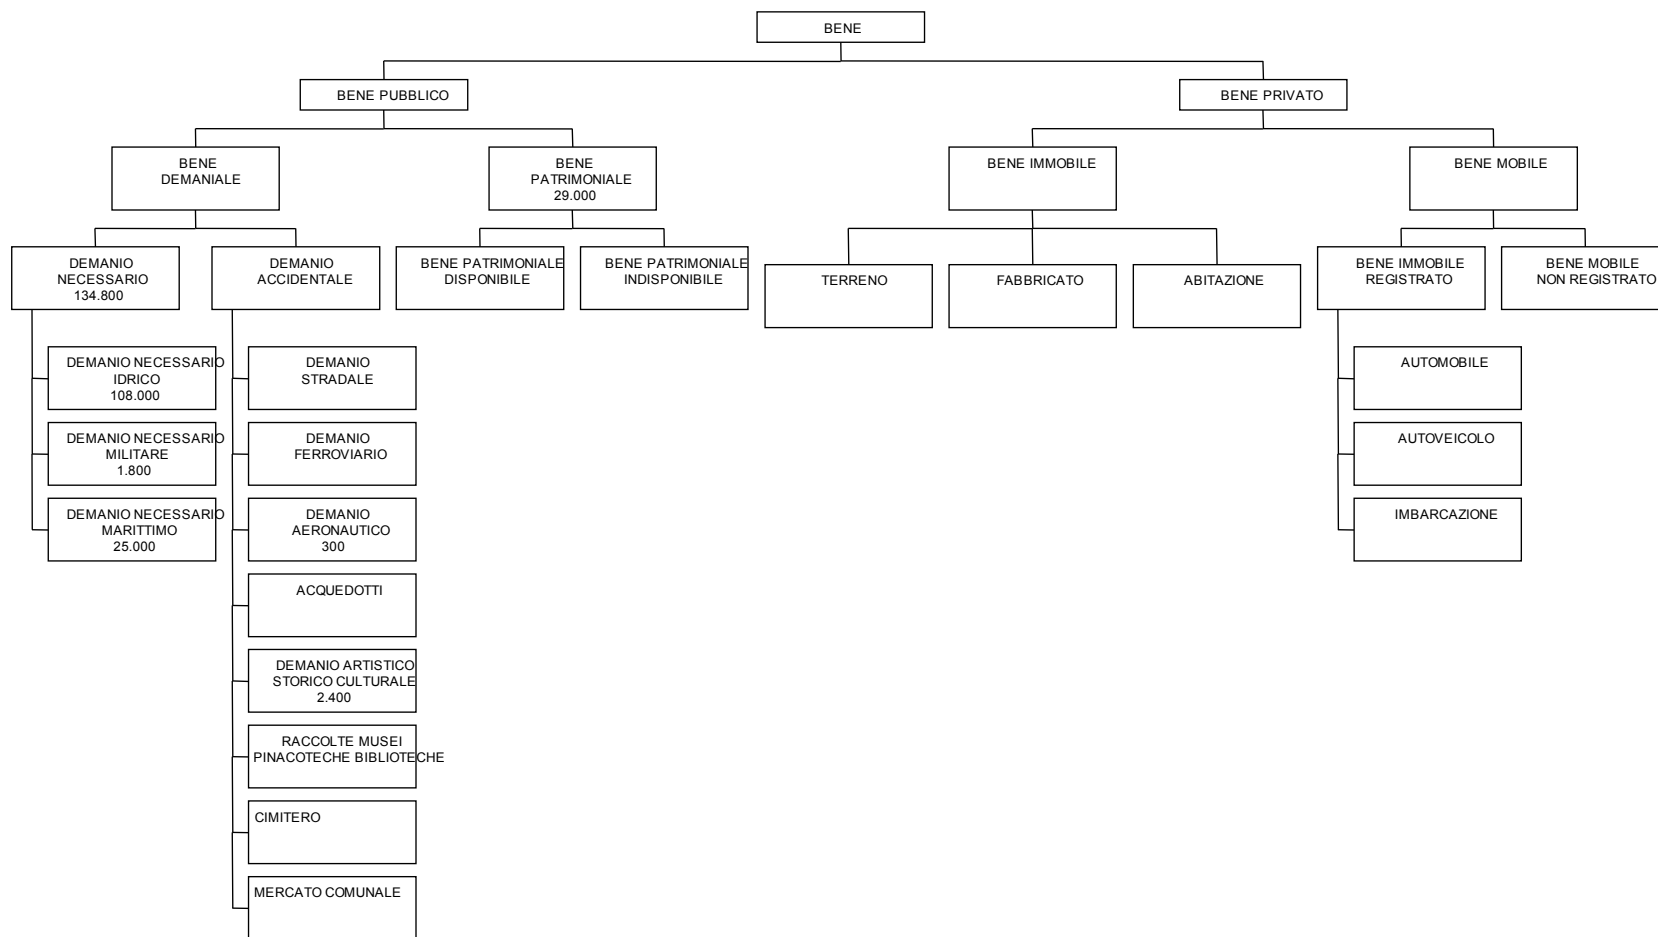 BENE
BENE PUBBLICO
BENE PRIVATO
BENE
DEMANIALE
BENE
PATRIMONIALE
29.000
BENE IMMOBILE
BENE MOBILE
DEMANIO
NECESSARIO
134.800
DEMANIO
ACCIDENTALE
BENE PATRIMONIALE
DISPONIBILE
BENE PATRIMONIALE
INDISPONIBILE
TERRENO
FABBRICATO
ABITAZIONE
BENE IMMOBILE
REGISTRATO
BENE MOBILE
NON REGISTRATO
DEMANIO NECESSARIO
IDRICO
108.000
DEMANIO NECESSARIO
MILITARE
1.800
DEMANIO NECESSARIO
MARITTIMO
25.000
DEMANIO
STRADALE
DEMANIO
FERROVIARIO
DEMANIO
AERONAUTICO
300
ACQUEDOTTI
DEMANIO ARTISTICO
STORICO CULTURALE
2.400
RACCOLTE MUSEI
PINACOTECHE BIBLIOTECHE
CIMITERO
MERCATO COMUNALE
AUTOMOBILE
AUTOVEICOLO
IMBARCAZIONE